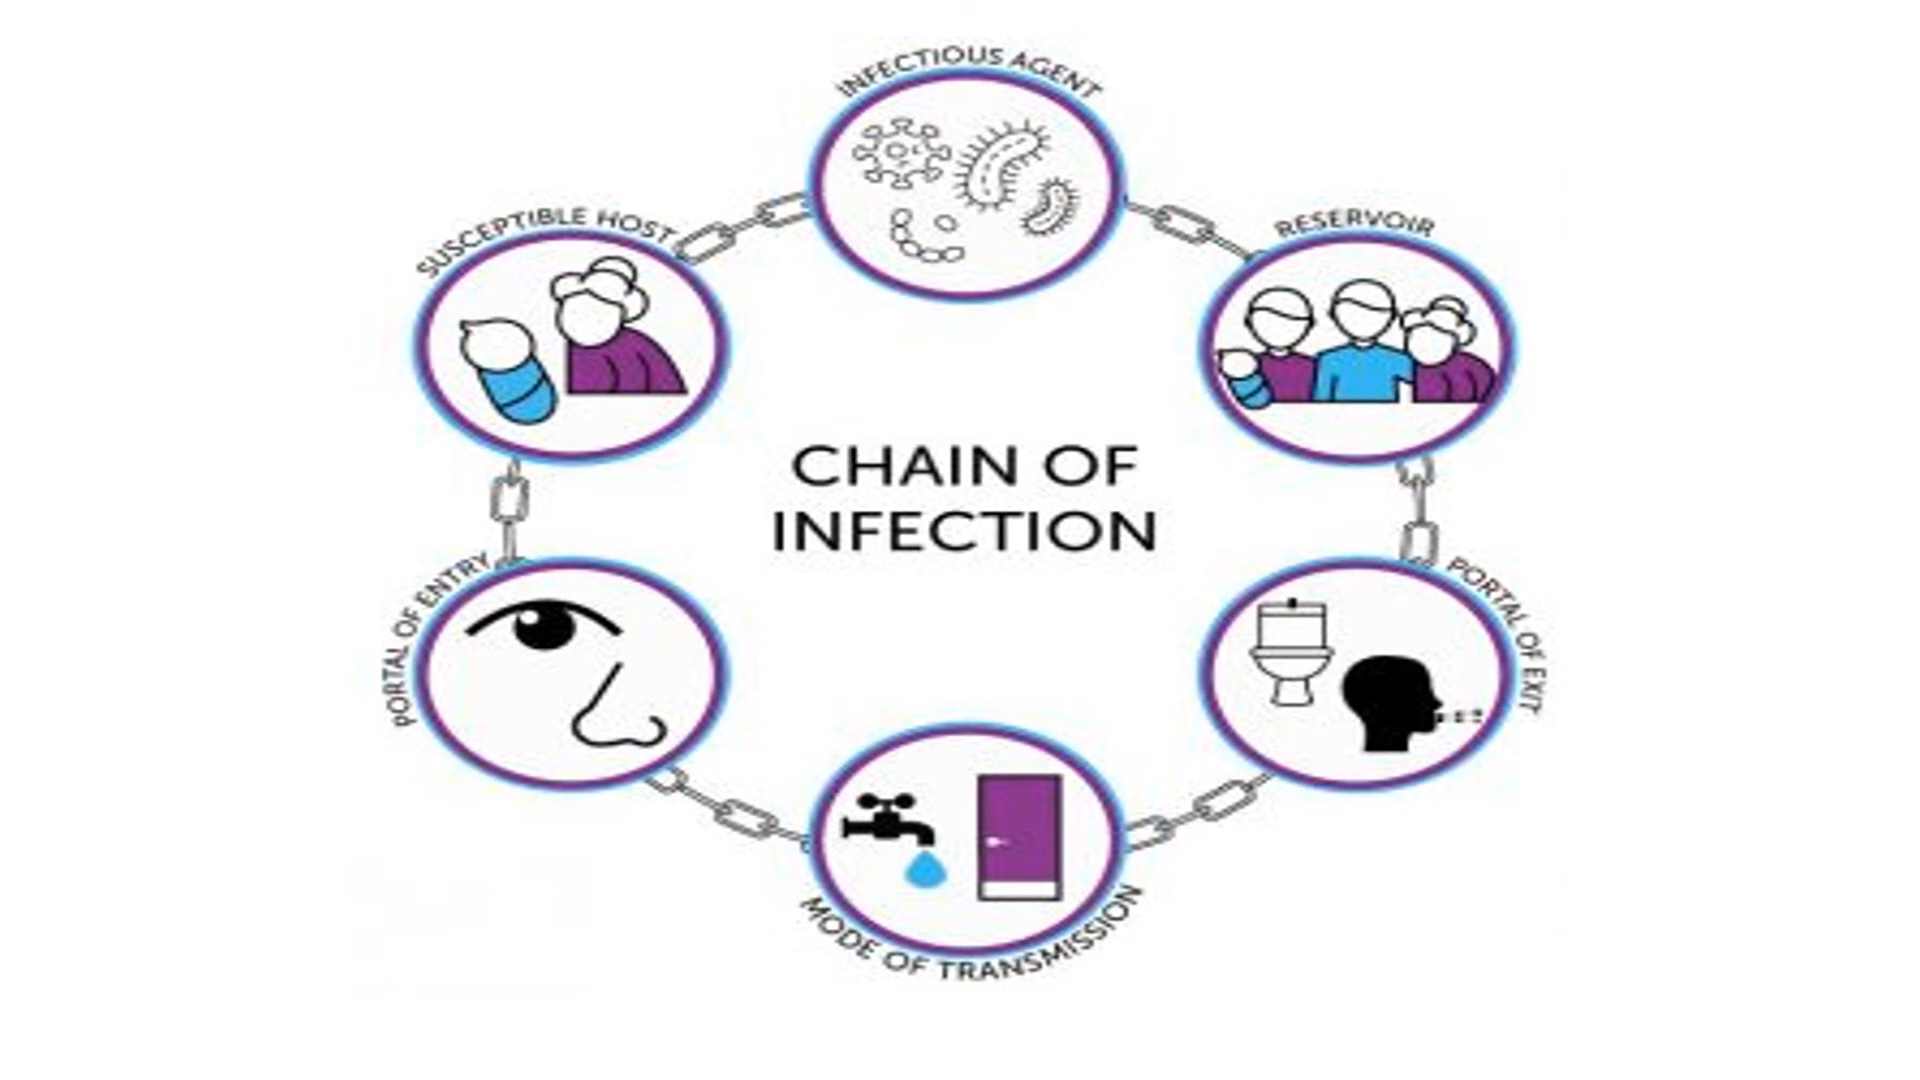 INFECTIOUS AGENT
RESERVOIR
PORTAL OF EXIT
MODE OF TRANSMISSION
PORTAL OF ENTRY
SUSCEPTIBLE HOST
CHAIN OF
INFECTION